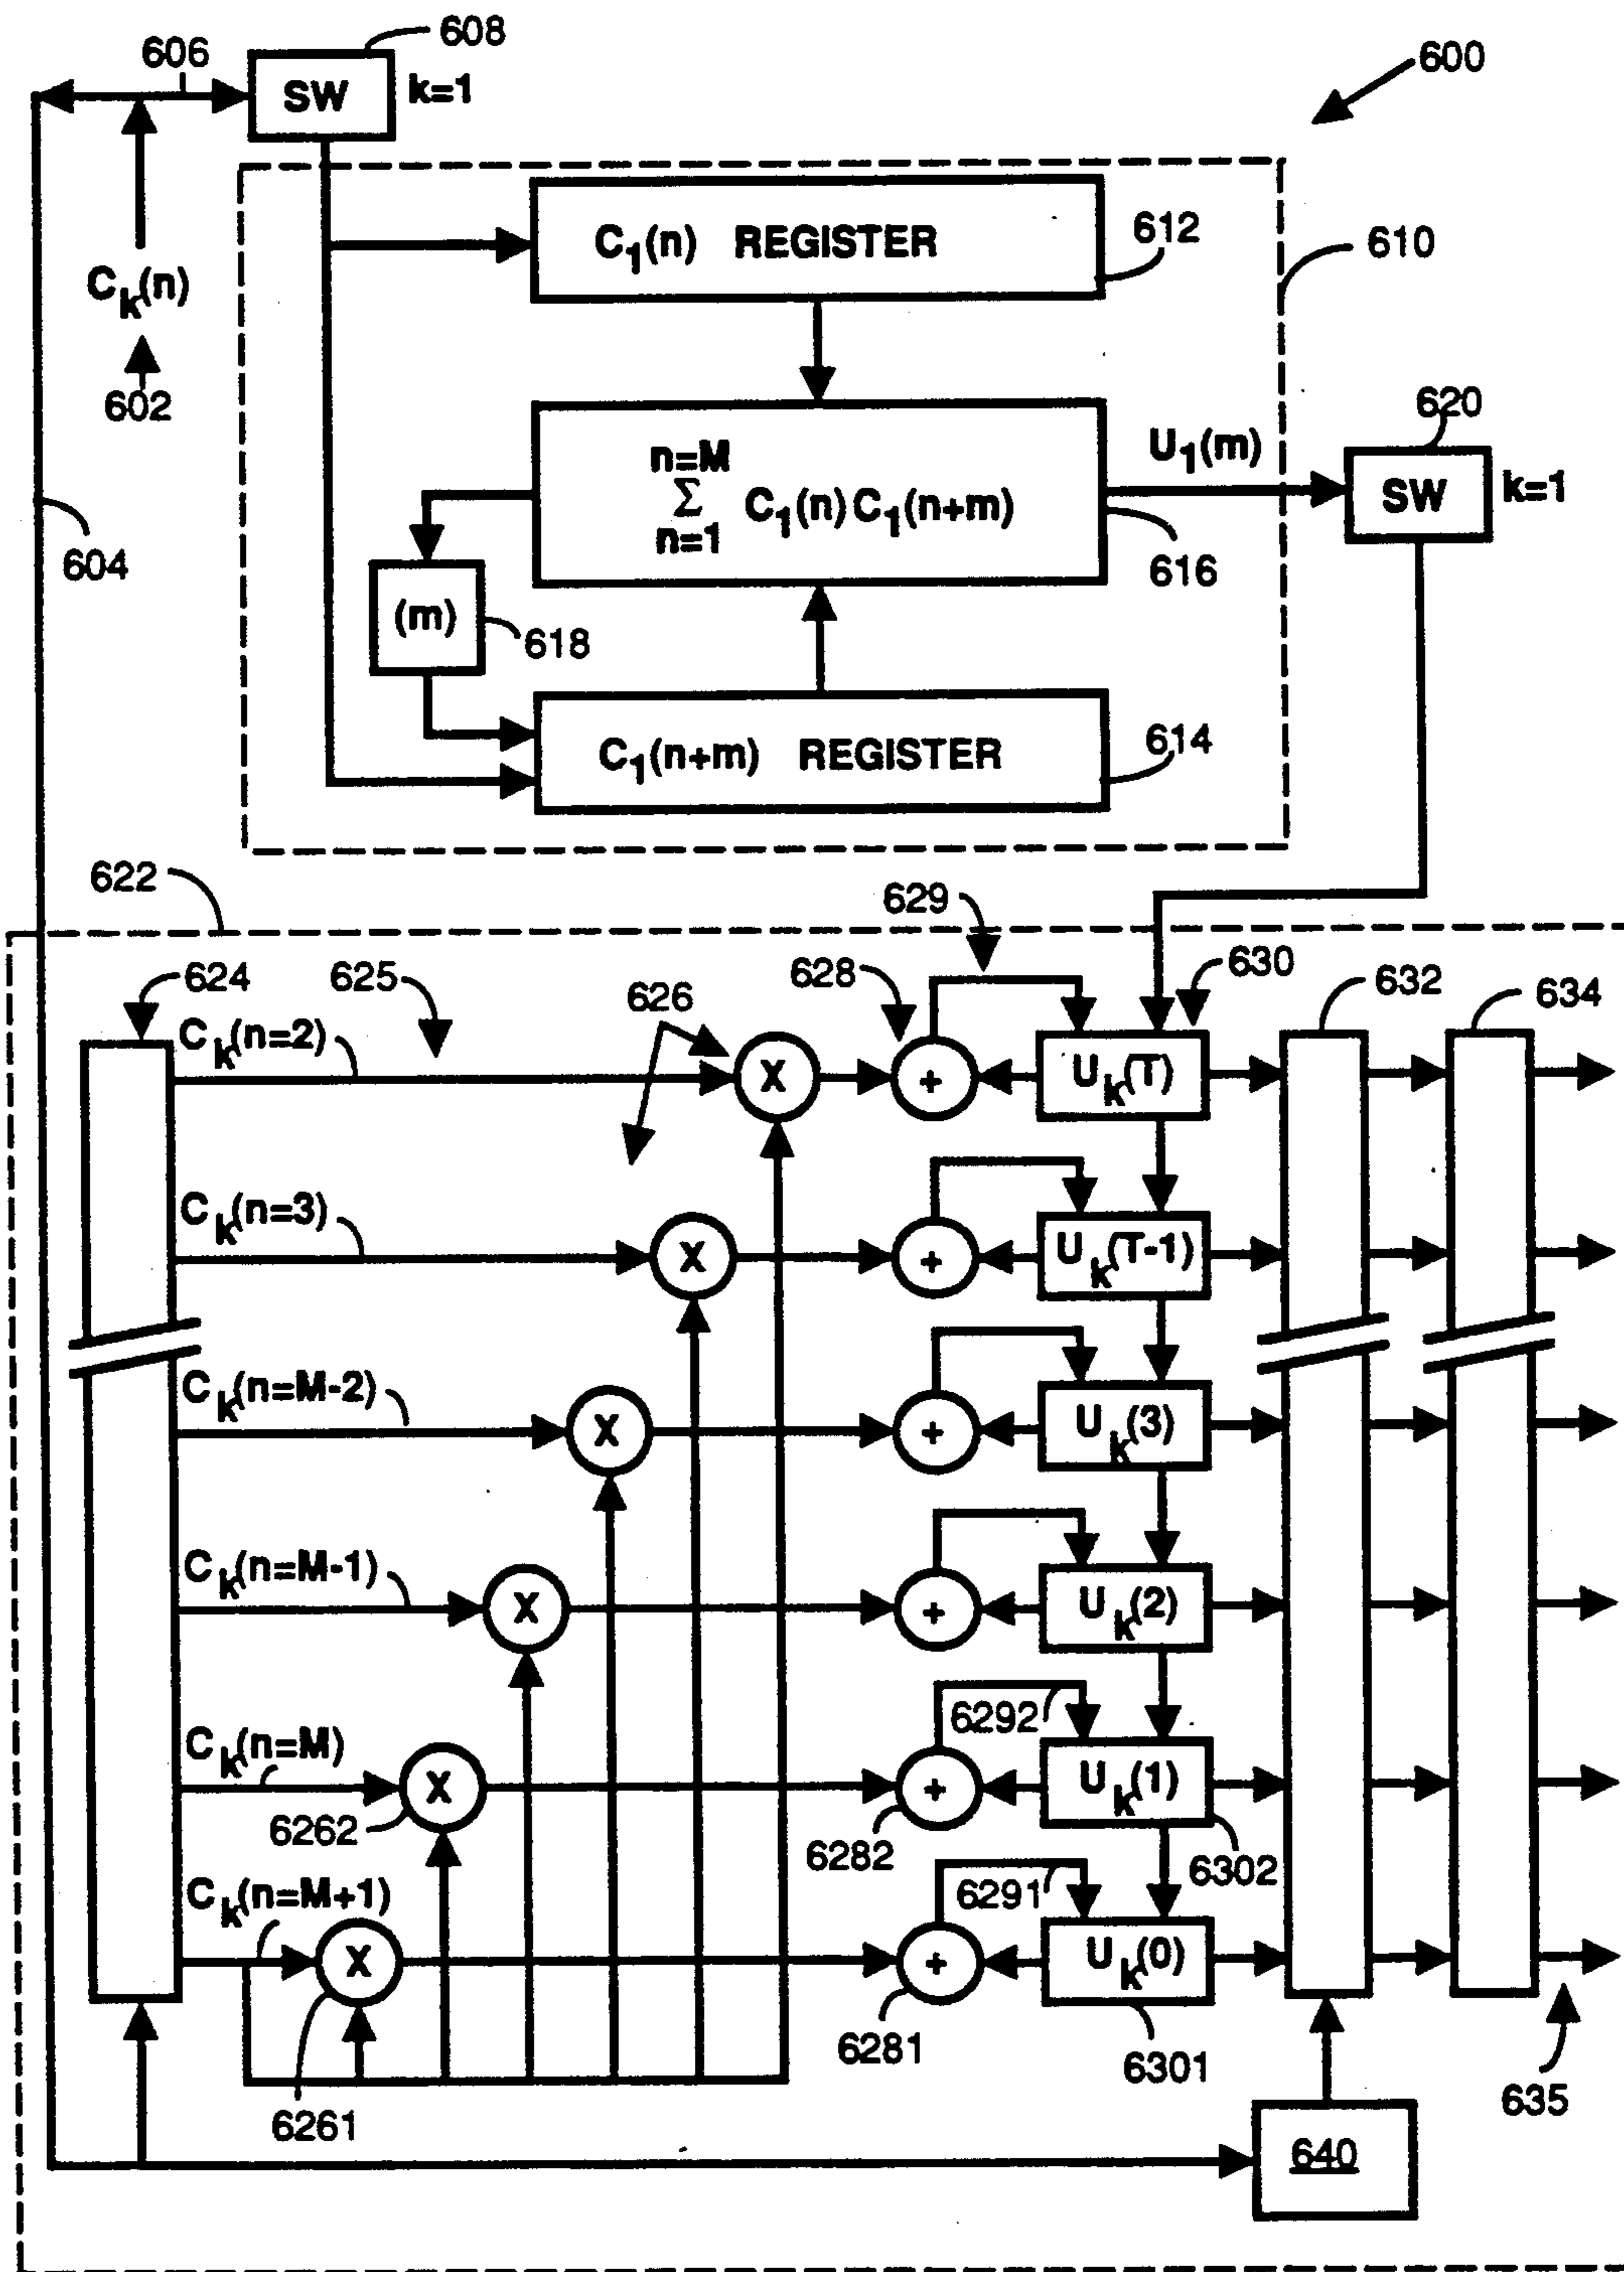 608
606
SW
k=1
600
C₁(n) REGISTER
612
610
Cₖ(n)
602
620
n=M
U₁(m)
Σ C₁(n)C₁(n+m)
n=1
SW
k=1
604
616
(m)
618
C₁(n+m) REGISTER
614
622
629
624
625
626
628
630
632
634
Cₖ(n=2)
X
+
Uₖ(T)
Cₖ(n=3)
X
+
Uₖ(T-1)
Cₖ(n=M-2)
X
+
Uₖ(3)
Cₖ(n=M-1)
X
+
Uₖ(2)
Cₖ(n=M)
6292
X
+
Uₖ(1)
6262
6282
6302
Cₖ(n=M+1)
6291
X
+
Uₖ(0)
6281
6301
6261
635
640